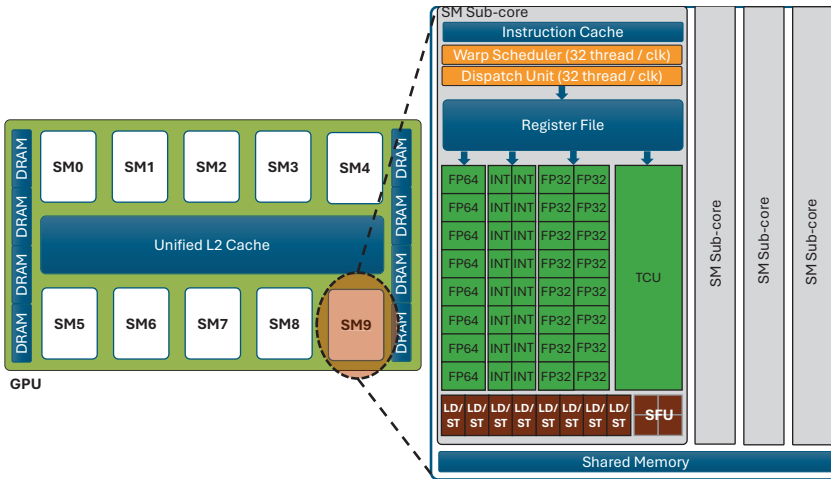 SM Sub-core
Instruction Cache
Warp Scheduler (32 thread / clk)
Dispatch Unit (32 thread / clk)
Register File
FP64 INT INT FP32 FP32
FP64 INT INT FP32 FP32
FP64 INT INT FP32 FP32
FP64 INT INT FP32 FP32
FP64 INT INT FP32 FP32
FP64 INT INT FP32 FP32
FP64 INT INT FP32 FP32
FP64 INT INT FP32 FP32
TCU
LD/ LD/ LD/ LD/ LD/ LD/ LD/ LD/
ST ST ST ST ST ST ST ST
SFU
SM Sub-core
SM Sub-core
SM Sub-core
Shared Memory
DRAM
DRAM
DRAM
DRAM
SM0 SM1 SM2 SM3 SM4
Unified L2 Cache
SM5 SM6 SM7 SM8 SM9
DRAM
DRAM
DRAM
DRAM
GPU